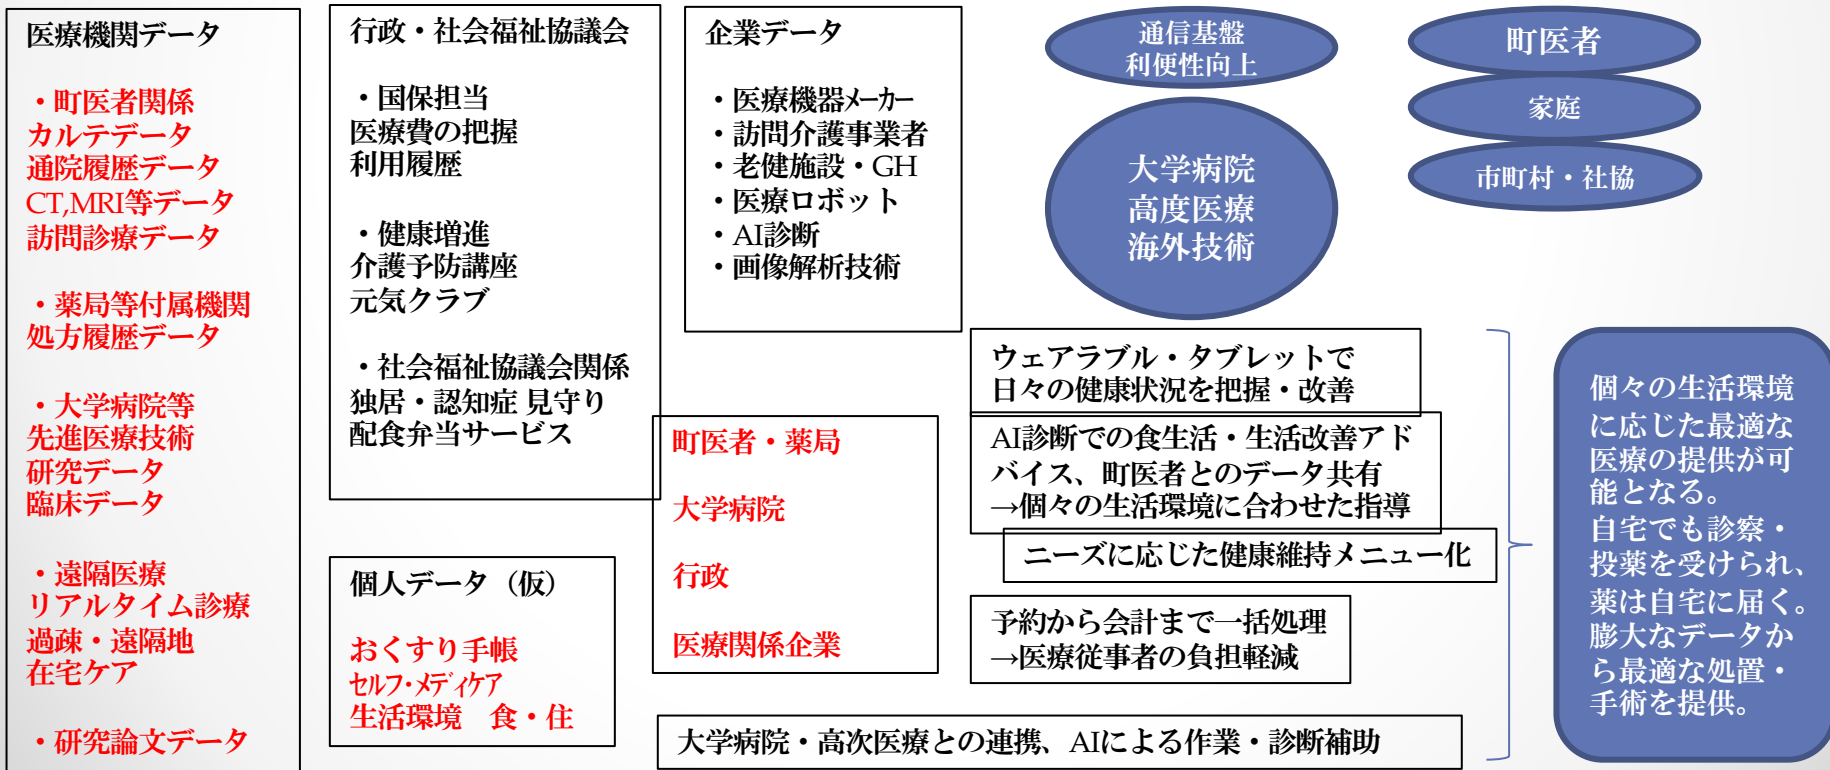 医療機関データ
・町医者関係
カルテデータ
通院履歴データ
CT,MRI等データ
訪問診療データ
・薬局等付属機関
処方履歴データ
・大学病院等
先進医療技術
研究データ
臨床データ
・遠隔医療
リアルタイム診療
過疎・遠隔地
在宅ケア
・研究論文データ
行政・社会福祉協議会
・国保担当
医療費の把握
利用履歴
・健康増進
介護予防講座
元気クラブ
・社会福祉協議会関係
独居・認知症 見守り
配食弁当サービス
個人データ（仮）
おくすり手帳
セルフ・メディケア
生活環境　食・住
企業データ
・医療機器メーカー
・訪問介護事業者
・老健施設・GH
・医療ロボット
・AI診断
・画像解析技術
町医者・薬局
大学病院
行政
医療関係企業
通信基盤
利便性向上
大学病院
高度医療
海外技術
町医者
家庭
市町村・社協
ウェアラブル・タブレットで
日々の健康状況を把握・改善
AI診断での食生活・生活改善アド
バイス、町医者とのデータ共有
→個々の生活環境に合わせた指導
ニーズに応じた健康維持メニュー化
予約から会計まで一括処理
→医療従事者の負担軽減
大学病院・高次医療との連携、AIによる作業・診断補助
個々の生活環境
に応じた最適な
医療の提供が可
能となる。
自宅でも診察・
投薬を受けられ、
薬は自宅に届く。
膨大なデータか
ら最適な処置・
手術を提供。